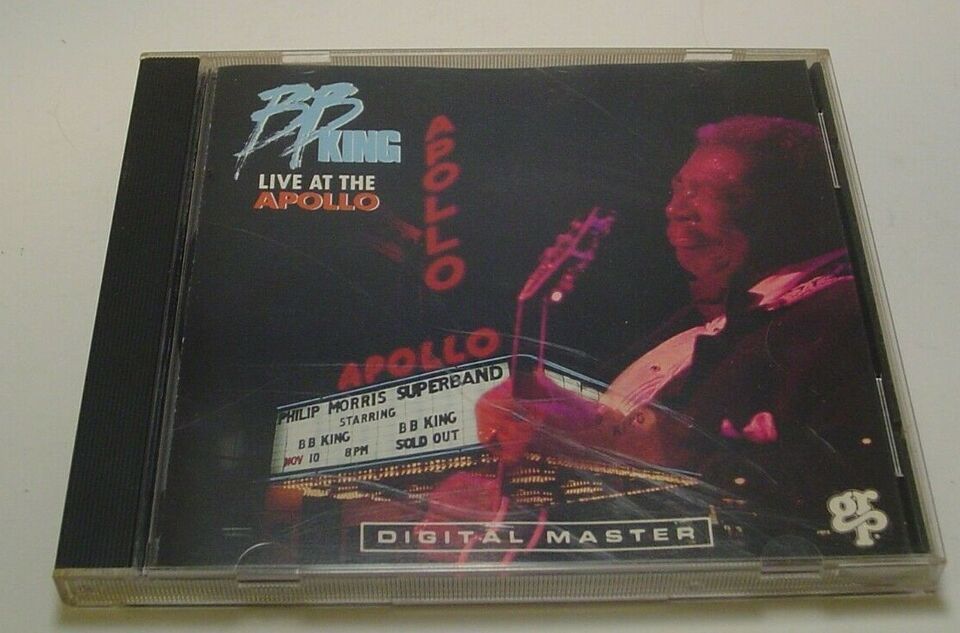 BB
KING
LIVE AT THE
APOLLO
APOLLO
APOLLO
PHILIP MORRIS SUPERBAND
STARRING
BB KING BB KING
NOV 10 8PM SOLD OUT
DIGITAL MASTER
grp